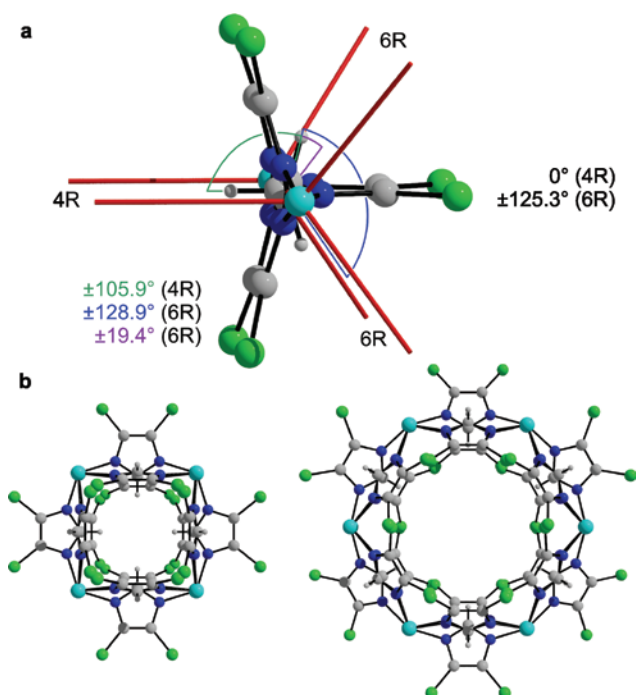 a
6R
0° (4R)
±125.3° (6R)
4R
±105.9° (4R)
±128.9° (6R)
±19.4° (6R)
6R
b